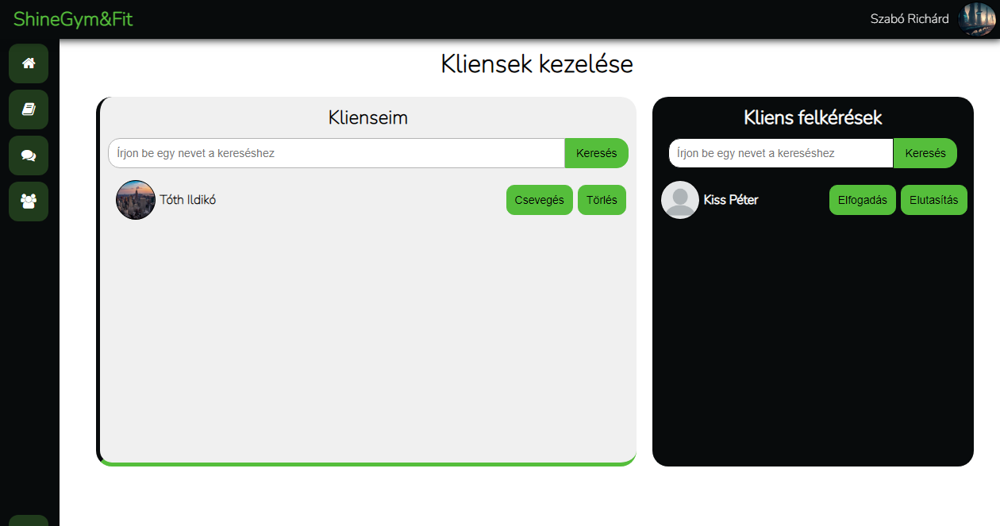 ShineGym&Fit
Szabó Richárd
Kliensek kezelése
Klienseim
Írjon be egy nevet a kereséshez
Keresés
Tóth Ildikó
Csevegés
Törlés
Kliens felkérések
Írjon be egy nevet a kereséshez
Keresés
Kiss Péter
Elfogadás
Elutasítás